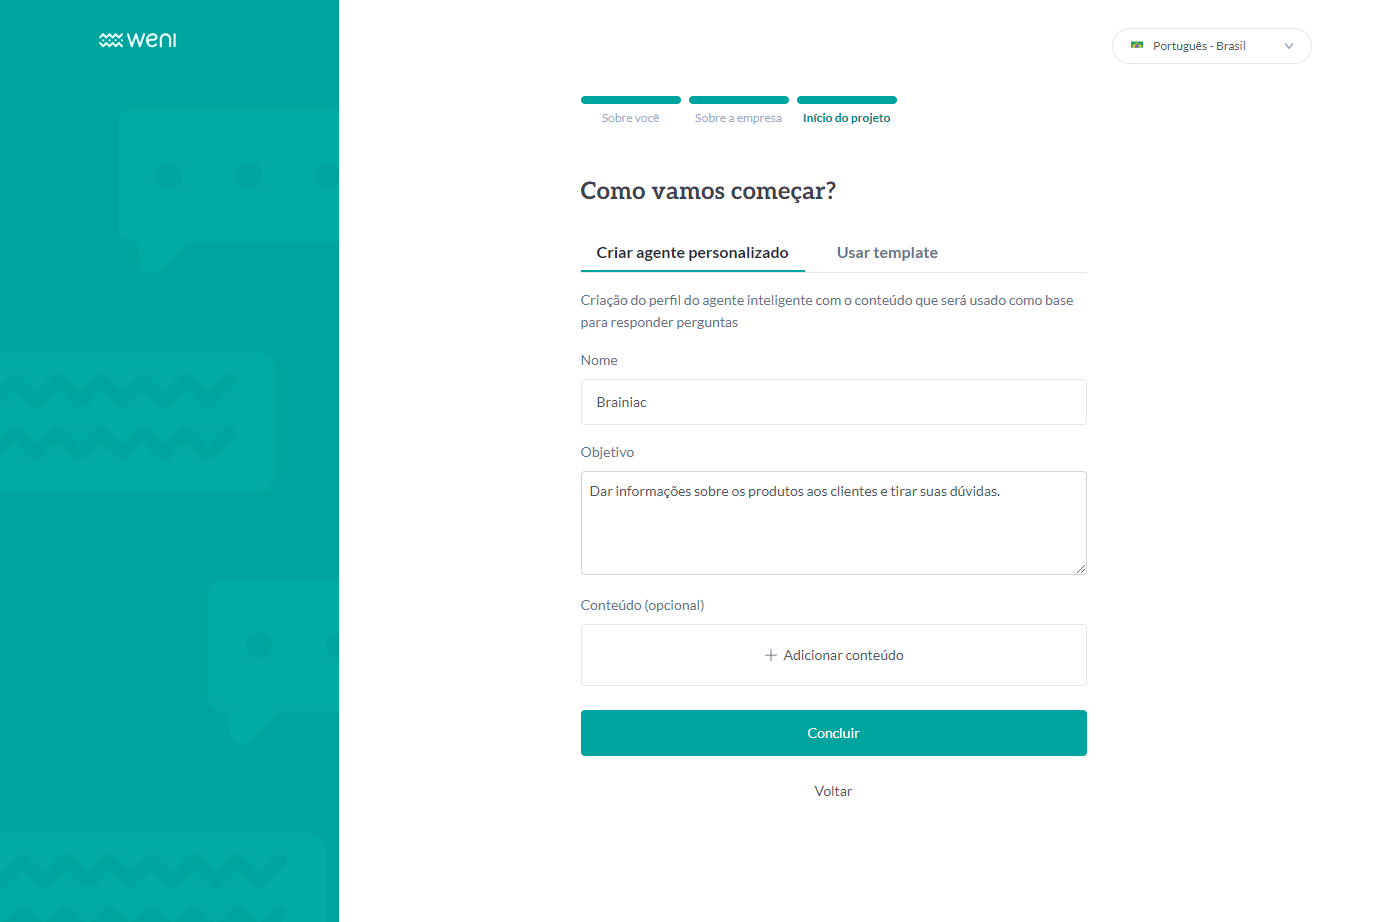 weni
Português - Brasil
Sobre você
Sobre a empresa
Início do projeto
Como vamos começar?
Criar agente personalizado
Usar template
Criação do perfil do agente inteligente com o conteúdo que será usado como base
para responder perguntas
Nome
Brainiac
Objetivo
Dar informações sobre os produtos aos clientes e tirar suas dúvidas.
Conteúdo (opcional)
Adicionar conteúdo
Concluir
Voltar